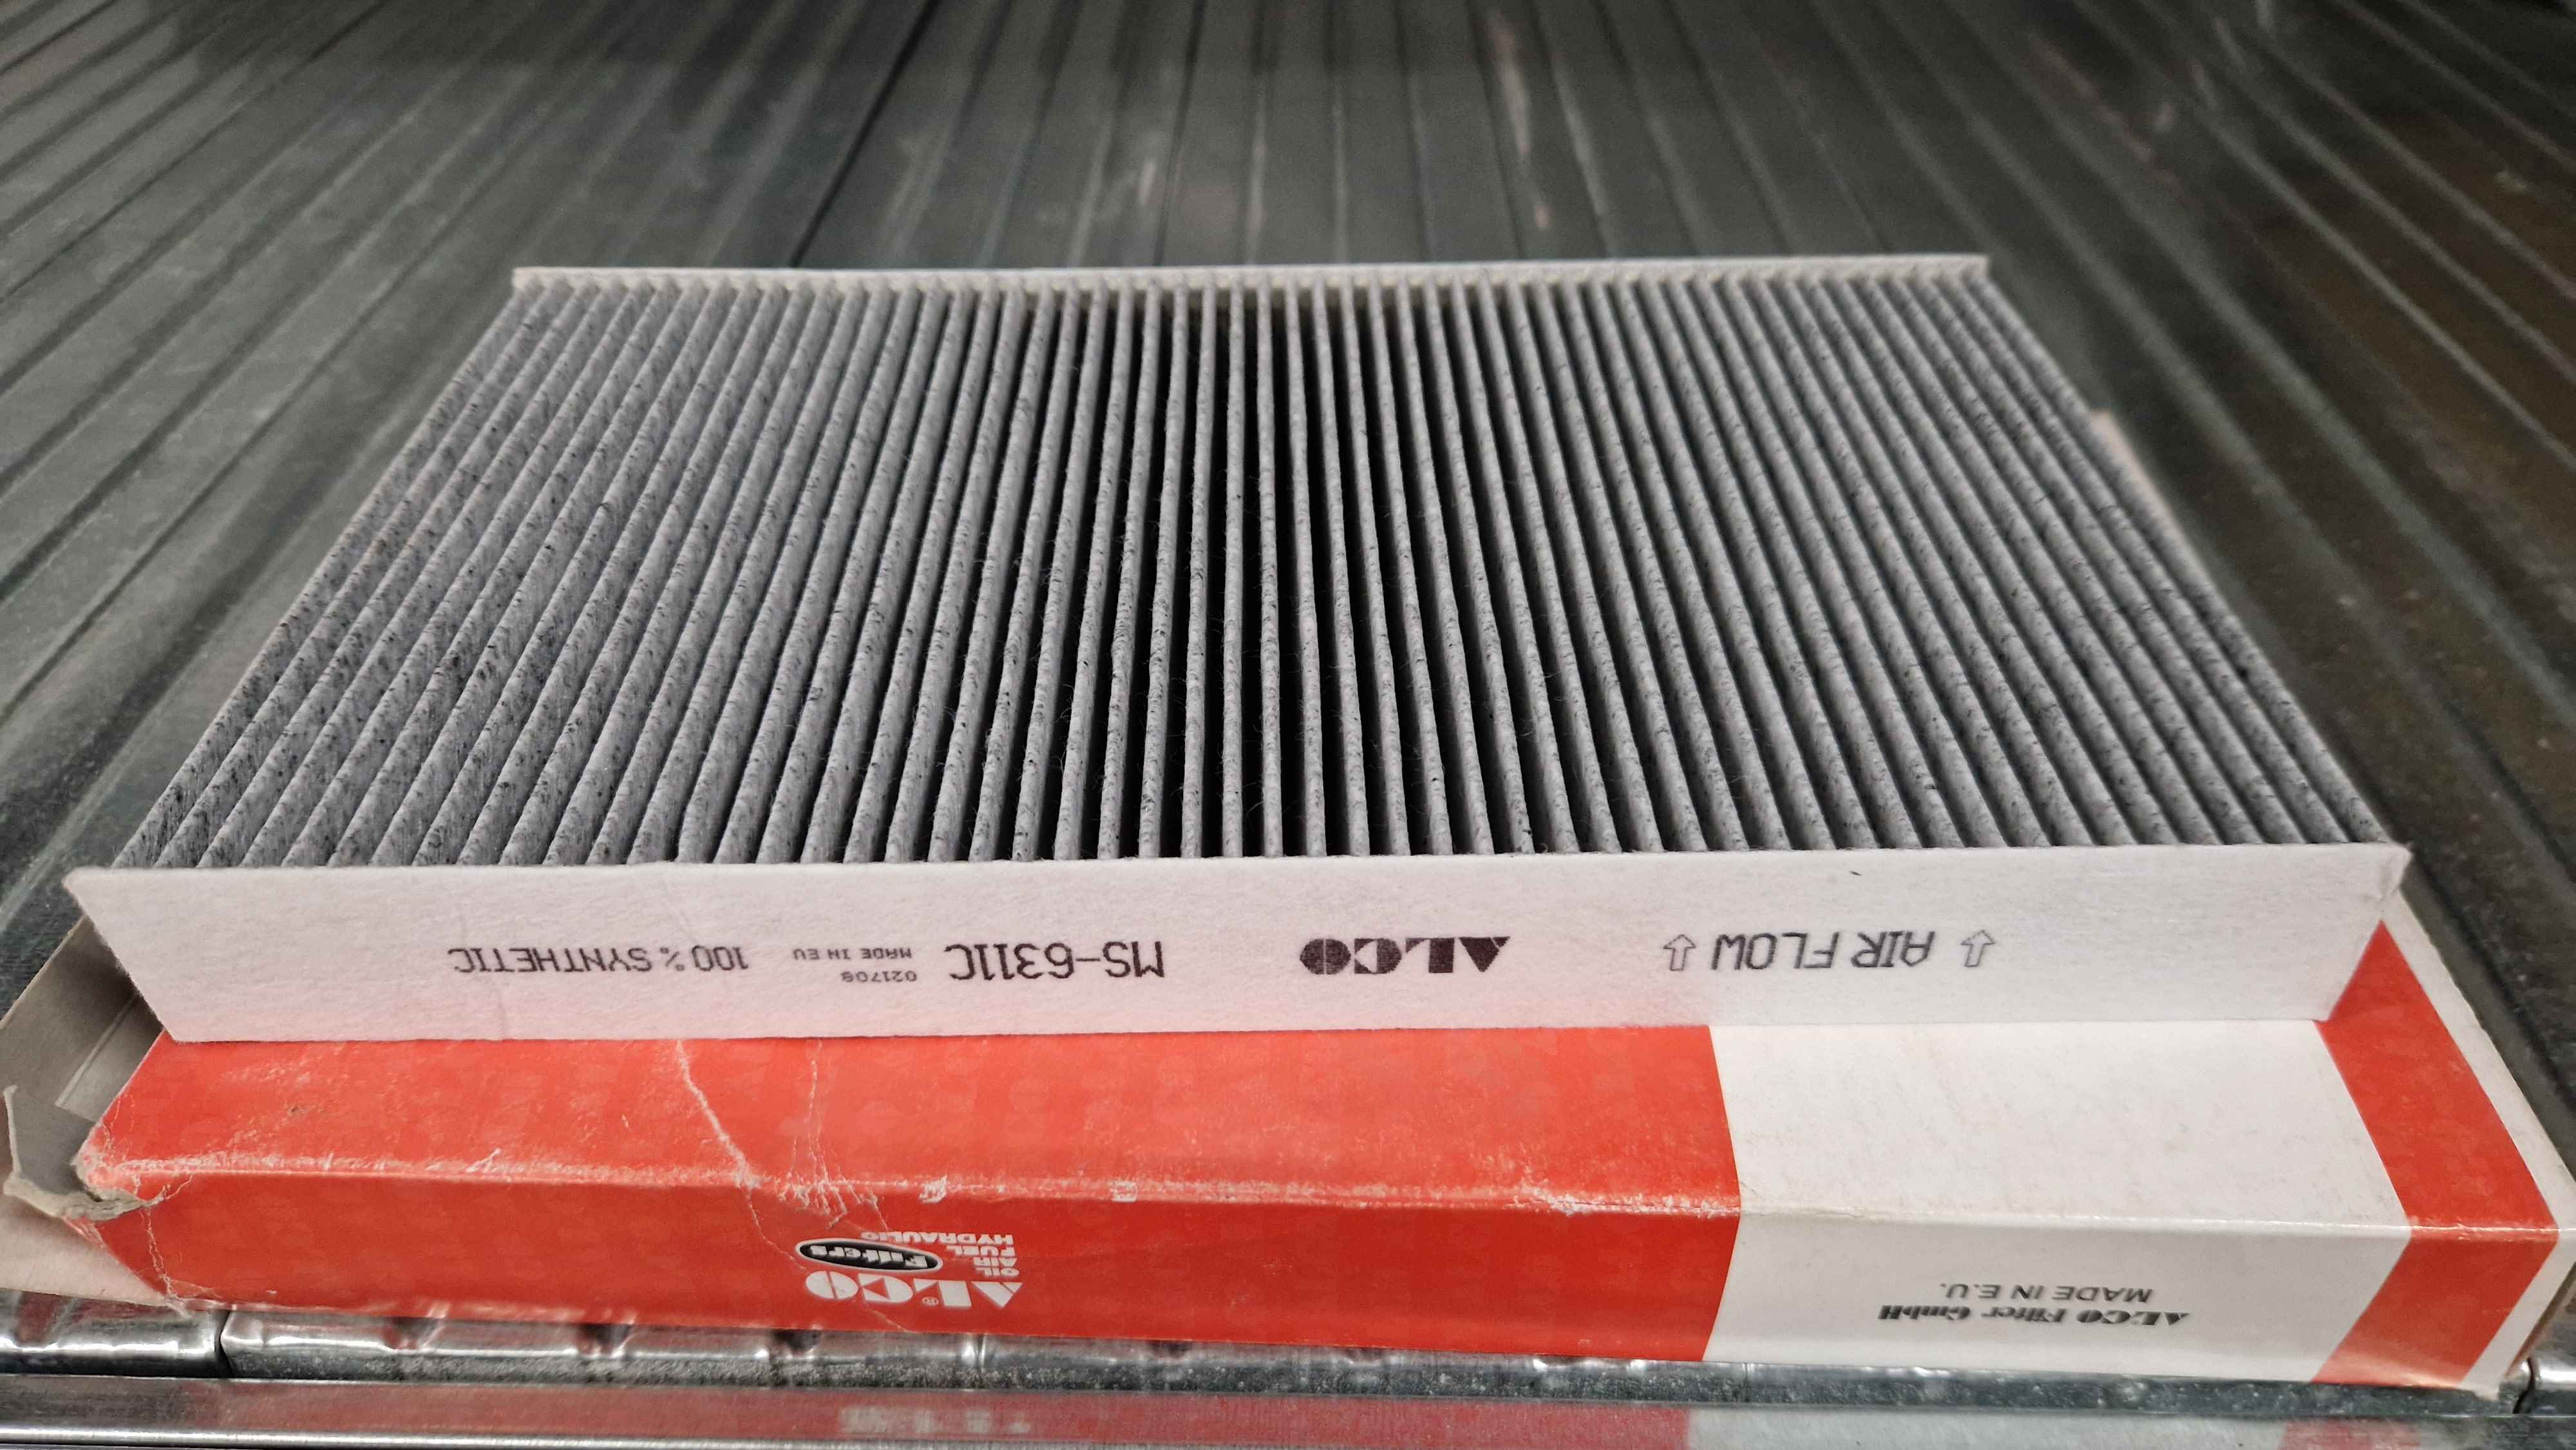 AIR FLOW
ALCO
MS-6311C
021708
MADE IN EU
100% SYNTHETIC
ALCO®
Filters
OIL
AIR
FUEL
HYDRAULIC
ALCO Filter GmbH
MADE IN E.U.